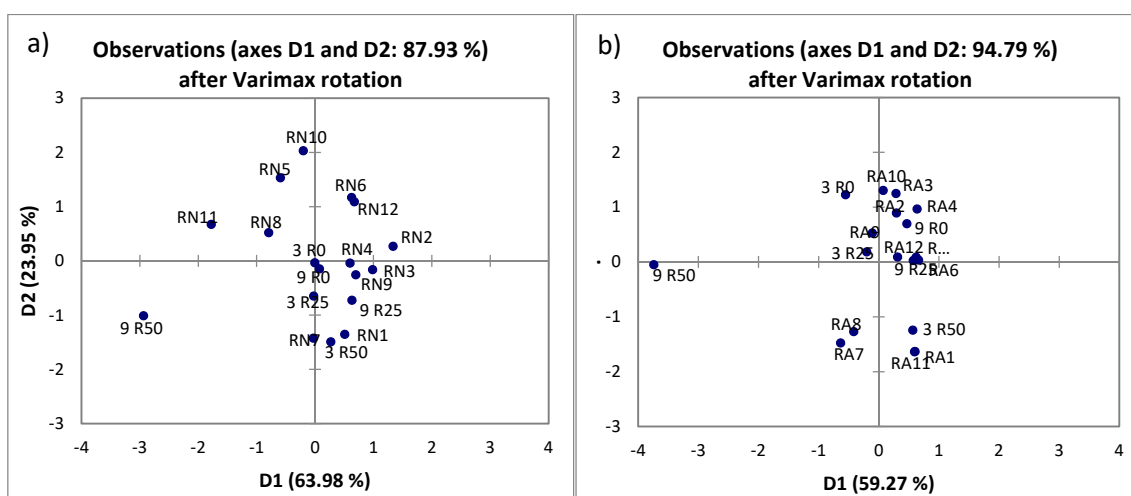 a)
Observations (axes D1 and D2: 87.93 %)
after Varimax rotation
3
2
1
0
-1
-2
-3
-4
-3
-2
-1
0
1
2
3
4
D2 (23.95 %)
D1 (63.98 %)
RN10
RN5
RN6
RN12
RN11
RN8
RN2
3 R0
RN4
9 R0
RN3
RN9
3 R25
9 R25
9 R50
RN7
RN1
3 R50
b)
Observations (axes D1 and D2: 94.79 %)
after Varimax rotation
3
2
1
0
-1
-2
-3
-4
-3
-2
-1
0
1
2
3
4
D1 (59.27 %)
RA10
3 R0
RA3
RA2
RA4
9 R0
RA9
3 R25
RA12
R...
9 R25
RA6
9 R50
RA8
3 R50
RA7
RA11
RA1